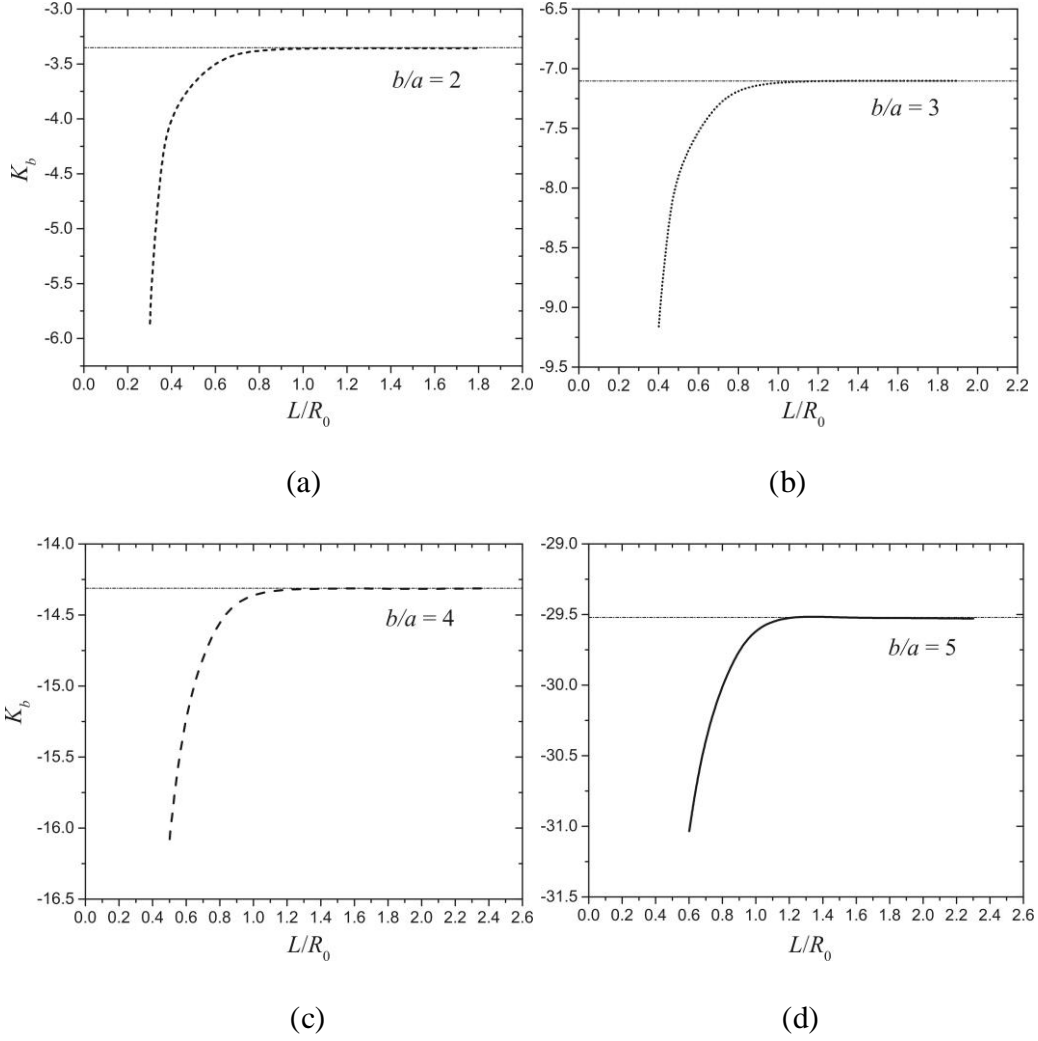 -3.0
-3.5
-4.0
-4.5
-5.0
-5.5
-6.0
K_b
b/a = 2
0.0 0.2 0.4 0.6 0.8 1.0 1.2 1.4 1.6 1.8 2.0
L/R_0
(a)
-6.5
-7.0
-7.5
-8.0
-8.5
-9.0
-9.5
b/a = 3
0.0 0.2 0.4 0.6 0.8 1.0 1.2 1.4 1.6 1.8 2.0 2.2
L/R_0
(b)
-14.0
-14.5
-15.0
-15.5
-16.0
-16.5
K_b
b/a = 4
0.0 0.2 0.4 0.6 0.8 1.0 1.2 1.4 1.6 1.8 2.0 2.2 2.4 2.6
L/R_0
(c)
-29.0
-29.5
-30.0
-30.5
-31.0
-31.5
b/a = 5
0.0 0.2 0.4 0.6 0.8 1.0 1.2 1.4 1.6 1.8 2.0 2.2 2.4 2.6
L/R_0
(d)